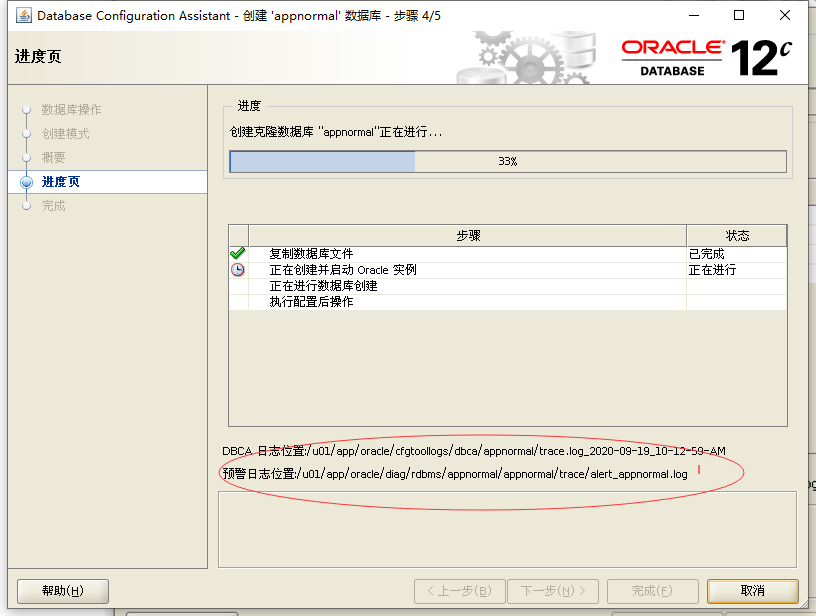 Database Configuration Assistant - 创建 'appnormal' 数据库 - 步骤 4/5
进度页
ORACLE®
DATABASE
12c
数据库操作
创建模式
概要
进度页
完成
进度
创建克隆数据库 "appnormal"正在进行...
33%
步骤 状态
复制数据库文件 已完成
正在创建并启动 Oracle 实例 正在进行
正在进行数据库创建
执行配置后操作
DBCA 日志位置:/u01/app/oracle/cfgtoollogs/dbca/appnormal/trace.log_2020-09-19_10-12-59-AM
预警日志位置:/u01/app/oracle/diag/rdbms/appnormal/appnormal/trace/alert_appnormal.log
帮助(H) < 上一步(B) 下一步(N) > 完成(F) 取消